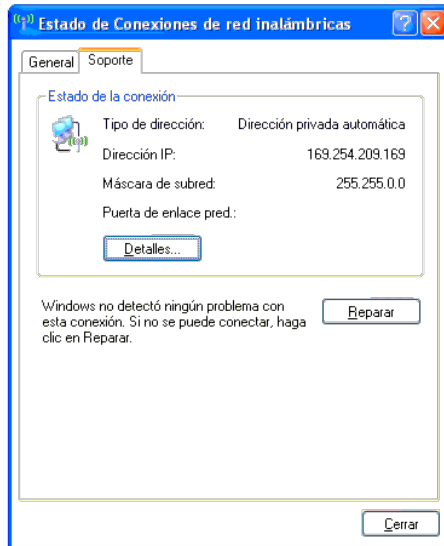 Estado de Conexiones de red inalámbricas
General
Soporte
Estado de la conexión
Tipo de dirección: Dirección privada automática
Dirección IP: 169.254.209.169
Máscara de subred: 255.255.0.0
Puerta de enlace pred.:
Detalles...
Windows no detectó ningún problema con
esta conexión. Si no se puede conectar, haga
clic en Reparar.
Reparar
Cerrar